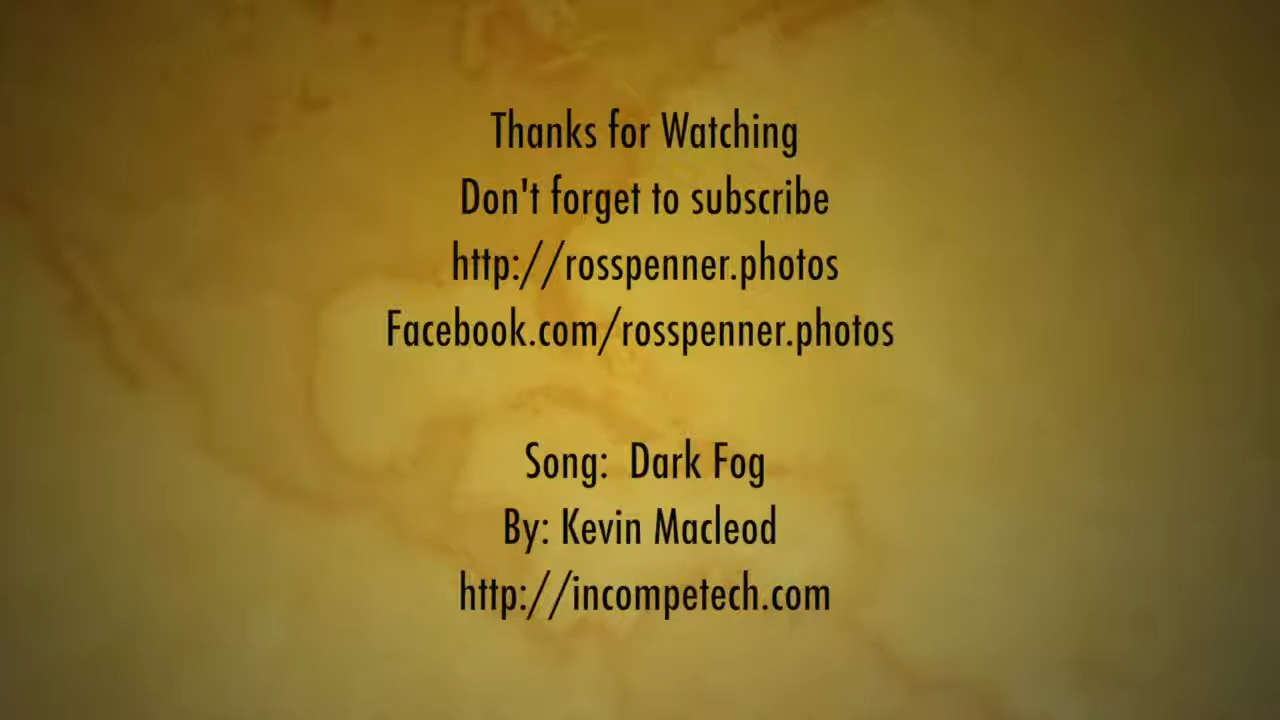 Thanks for Watching
Don't forget to subscribe
http://rosspenner.photos
Facebook.com/rosspenner.photos
Song:  Dark Fog
By: Kevin Macleod
http://incompetech.com